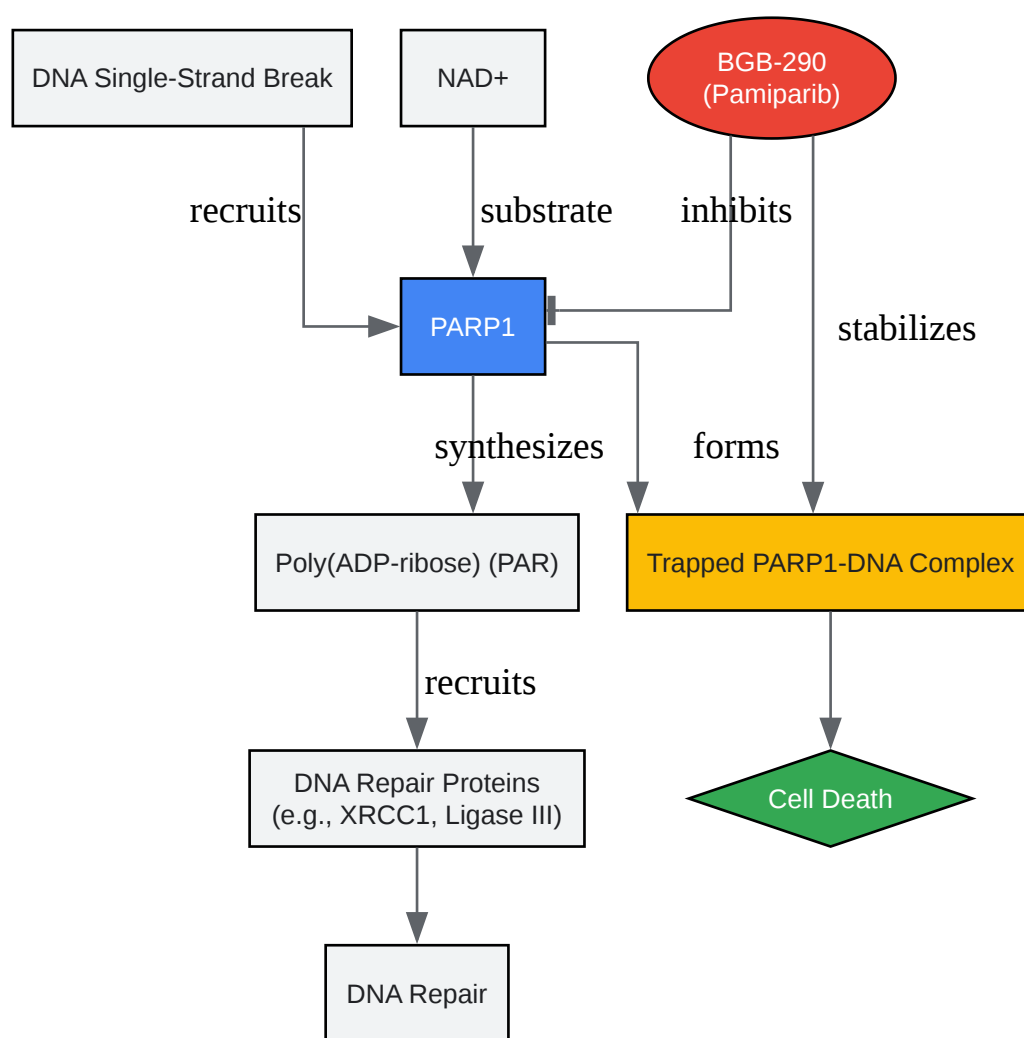 DNA Single-Strand Break
NAD+
BGB-290
(Pamiparib)
recruits
substrate
inhibits
PARP1
stabilizes
synthesizes
forms
Poly(ADP-ribose) (PAR)
Trapped PARP1-DNA Complex
recruits
DNA Repair Proteins
(e.g., XRCC1, Ligase III)
Cell Death
DNA Repair